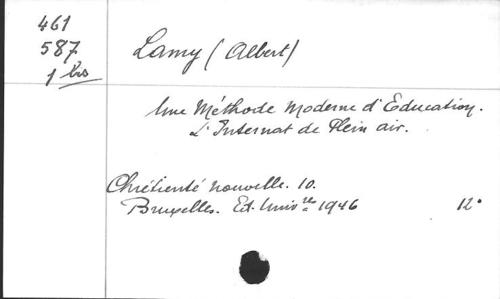 461
587
1 bis
Lamy (Albert)
Une Méthode Moderne d'Education.
L'Internat de Plein air.
Chrétienté nouvelle. 10.
Bruxelles. Ed. Univ.res 1946 12°